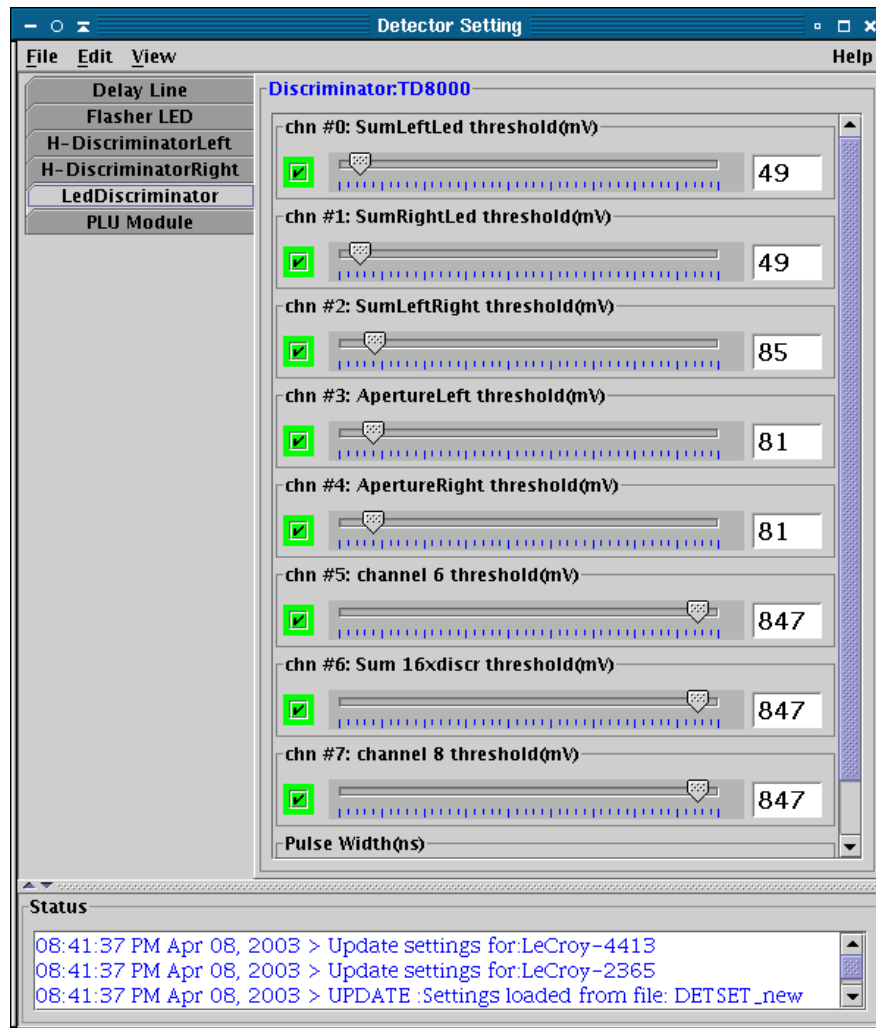 Detector Setting
File Edit View Help
Delay Line
Flasher LED
H-DiscriminatorLeft
H-DiscriminatorRight
LedDiscriminator
PLU Module
Discriminator:TD8000
chn #0: SumLeftLed threshold(mV)
49
chn #1: SumRightLed threshold(mV)
49
chn #2: SumLeftRight threshold(mV)
85
chn #3: ApertureLeft threshold(mV)
81
chn #4: ApertureRight threshold(mV)
81
chn #5: channel 6 threshold(mV)
847
chn #6: Sum 16xdiscr threshold(mV)
847
chn #7: channel 8 threshold(mV)
847
Pulse Width(ns)
Status
08:41:37 PM Apr 08, 2003 > Update settings for:LeCroy-4413
08:41:37 PM Apr 08, 2003 > Update settings for:LeCroy-2365
08:41:37 PM Apr 08, 2003 > UPDATE :Settings loaded from file: DETSET_new